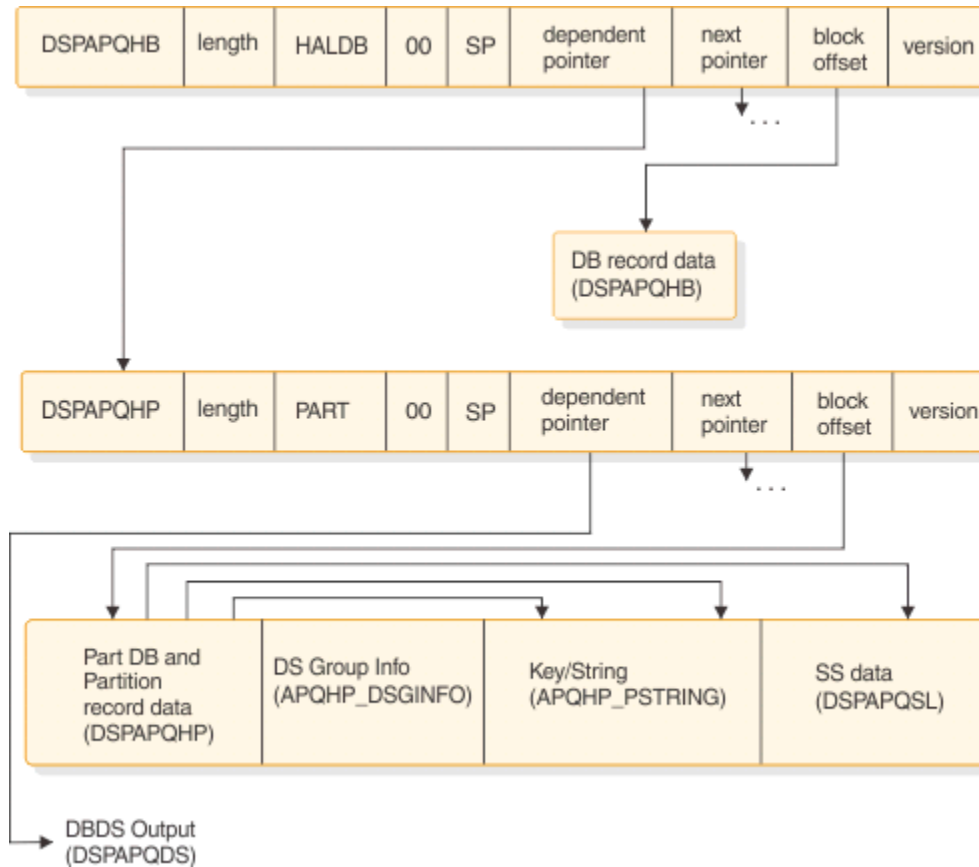 DSPAPQHB length HALDB 00 SP dependent pointer next pointer block offset version
. . .
DB record data
(DSPAPQHB)
DSPAPQHP length PART 00 SP dependent pointer next pointer block offset version
. . .
Part DB and
Partition
record data
(DSPAPQHP)
DS Group Info
(APQHP_DSGINFO)
Key/String
(APQHP_PSTRING)
SS data
(DSPAPQSL)
DBDS Output
(DSPAPQDS)